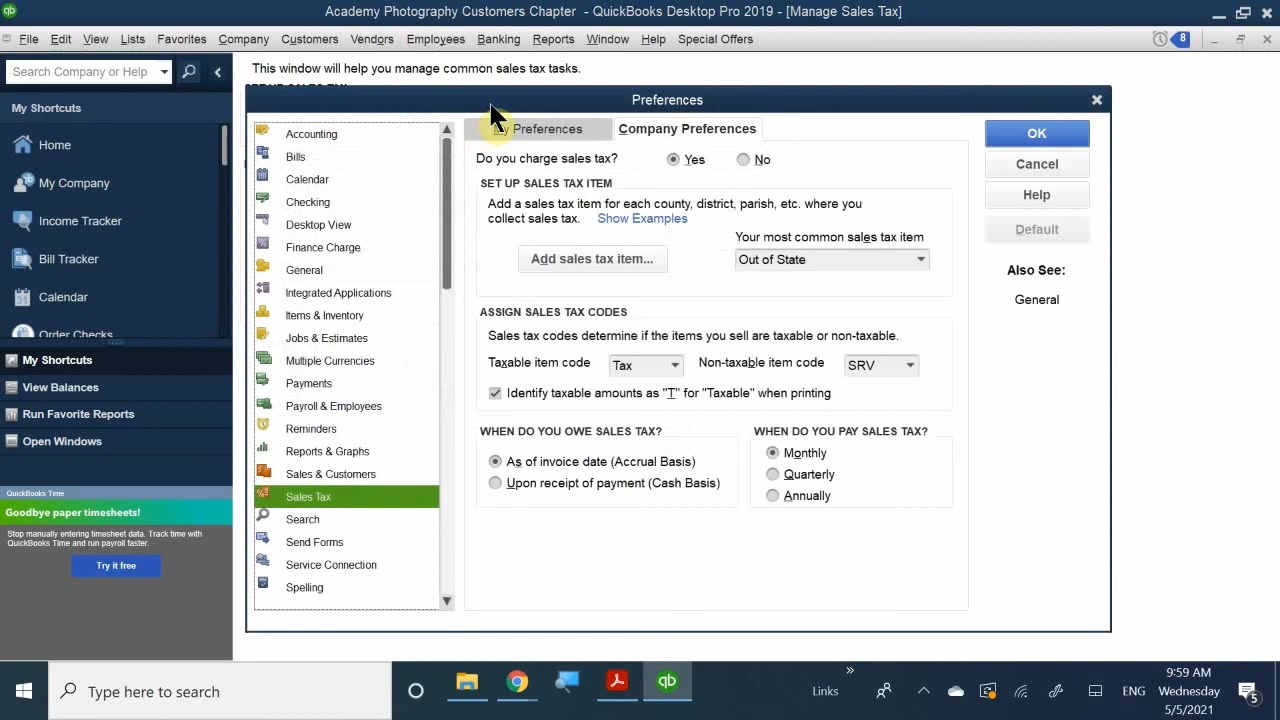 Academy Photography Customers Chapter - QuickBooks Desktop Pro 2019 - [Manage Sales Tax]
File Edit View Lists Favorites Company Customers Vendors Employees Banking Reports Window Help Special Offers
8
Search Company or Help
This window will help you manage common sales tax tasks.
My Shortcuts
Home
My Company
Income Tracker
Bill Tracker
Calendar
Order Checks
My Shortcuts
View Balances
Run Favorite Reports
Open Windows
QuickBooks Time
Goodbye paper timesheets!
Stop manually entering timesheet data. Track time with
QuickBooks Time and run payroll faster.
Try it free
Preferences
Accounting
Bills
Calendar
Checking
Desktop View
Finance Charge
General
Integrated Applications
Items & Inventory
Jobs & Estimates
Multiple Currencies
Payments
Payroll & Employees
Reminders
Reports & Graphs
Sales & Customers
Sales Tax
Search
Send Forms
Service Connection
Spelling
Preferences Company Preferences
Do you charge sales tax? Yes No
SET UP SALES TAX ITEM
Add a sales tax item for each county, district, parish, etc. where you
collect sales tax. Show Examples
Your most common sales tax item
Add sales tax item... Out of State
ASSIGN SALES TAX CODES
Sales tax codes determine if the items you sell are taxable or non-taxable.
Taxable item code Tax Non-taxable item code SRV
Identify taxable amounts as "T" for "Taxable" when printing
WHEN DO YOU OWE SALES TAX?
As of invoice date (Accrual Basis)
Upon receipt of payment (Cash Basis)
WHEN DO YOU PAY SALES TAX?
Monthly
Quarterly
Annually
OK
Cancel
Help
Default
Also See:
General
Type here to search
Links
ENG
9:59 AM
Wednesday
5/5/2021
5